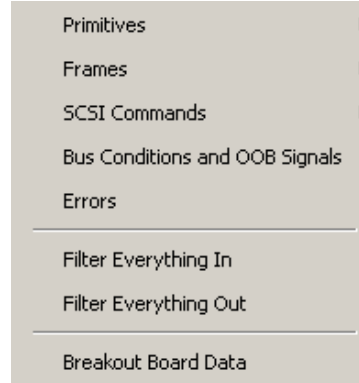 Primitives
Frames
SCSI Commands
Bus Conditions and OOB Signals
Errors
Filter Everything In
Filter Everything Out
Breakout Board Data